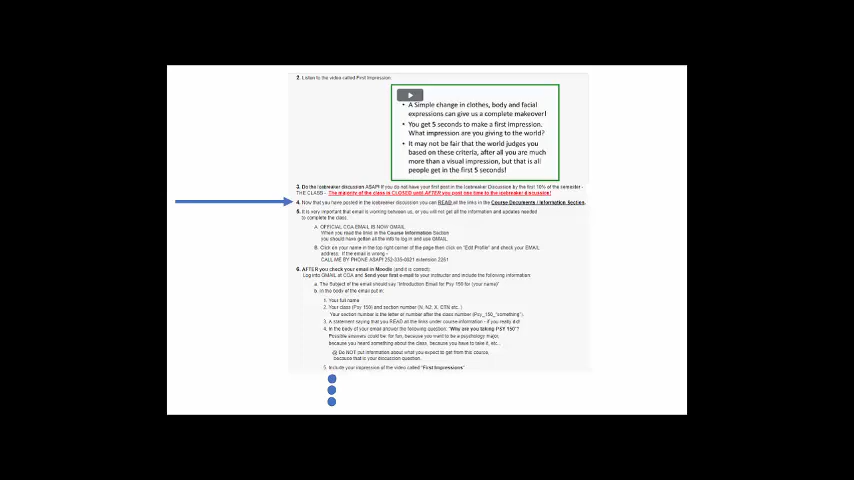 2. Listen to the video called First Impression.
• A Simple change in clothes, body and facial
expressions can give us a complete makeover!
• You get 5 seconds to make a first impression.
What impression are you giving to the world?
• It may not be fair that the world judges you
based on these criteria, after all you are much
more than a visual impression, but that is all
people get in the first 5 seconds!
3. Do the Icebreaker discussion ASAP! If you do not have your first post in the Icebreaker Discussion by the first 10% of the semester -
THE CLASS - The majority of the class is CLOSED until AFTER you post one time to the icebreaker discussion!
4. Now that you have posted in the icebreaker discussion you can READ all the links in the Course Documents / Information Section.
5. It is very important that email is working between us, or you will not get all the information and updates needed
to complete the class.
A. OFFICIAL COA EMAIL IS NOW GMAIL
When you read the links in the Course Information Section
you should have gotten all the info to log in and use GMAIL.
B. Click on your name in the top right corner of the page then click on "Edit Profile" and check your EMAIL
address. If the email is wrong -
CALL ME BY PHONE ASAP! 252-335-0821 extension 2261
6. AFTER you check your email in Moodle (and it is correct);
Log into GMAIL at COA and Send your first e-mail to your instructor and include the following information:
a. The Subject of the email should say "Introduction Email for Psy 150 for (your name)"
b. In the body of the email put in:
1. Your full name
2. Your class (Psy 150) and section number (N, N2, X, CTN etc. )
Your section number is the letter or number after the class number (Psy_150_"something").
3. A statement saying that you READ all the links under course information - if you really did!
4. In the body of your email answer the following question: "Why are you taking PSY 150"?
Possible answers could be: for fun, because you want to be a psychology major,
because you heard something about the class, because you have to take it, etc..
@ Do NOT put information about what you expect to get from this course,
because that is your discussion question.
5. Include your impression of the video called "First Impressions"